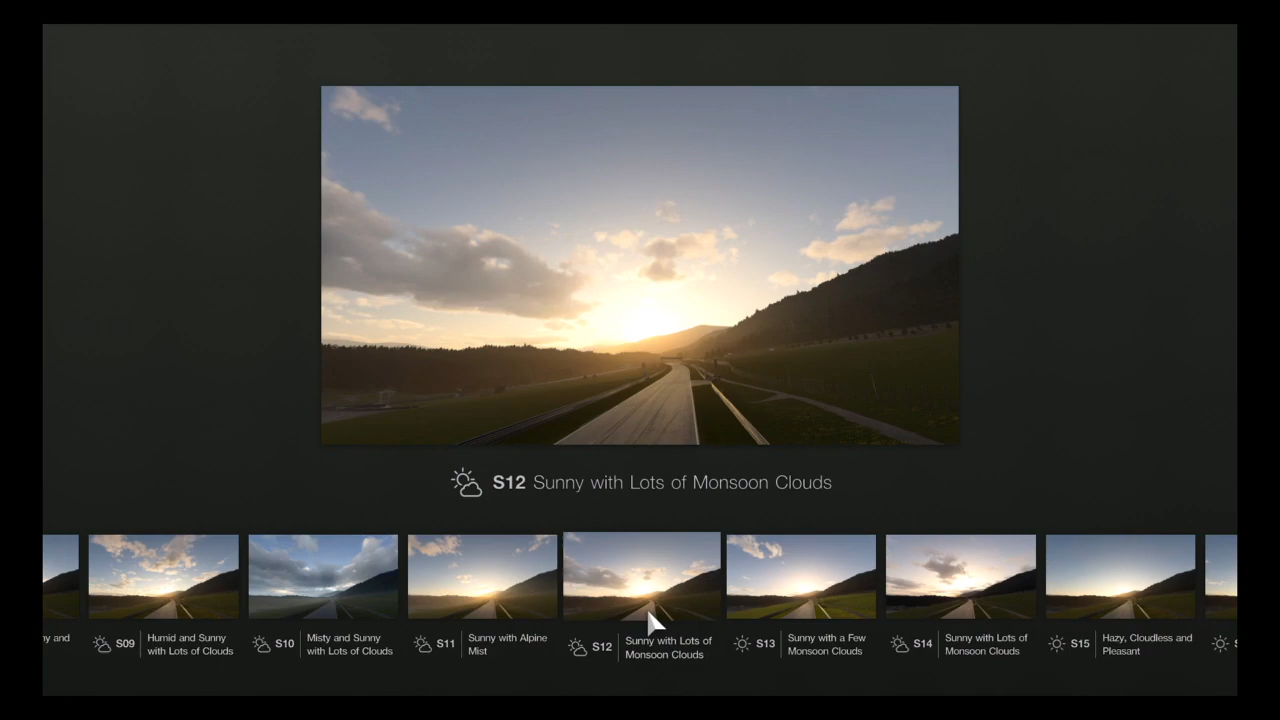 S12 Sunny with Lots of Monsoon Clouds
ny and
S09 Humid and Sunny
with Lots of Clouds
S10 Misty and Sunny
with Lots of Clouds
S11 Sunny with Alpine
Mist
S12 Sunny with Lots of
Monsoon Clouds
S13 Sunny with a Few
Monsoon Clouds
S14 Sunny with Lots of
Monsoon Clouds
S15 Hazy, Cloudless and
Pleasant